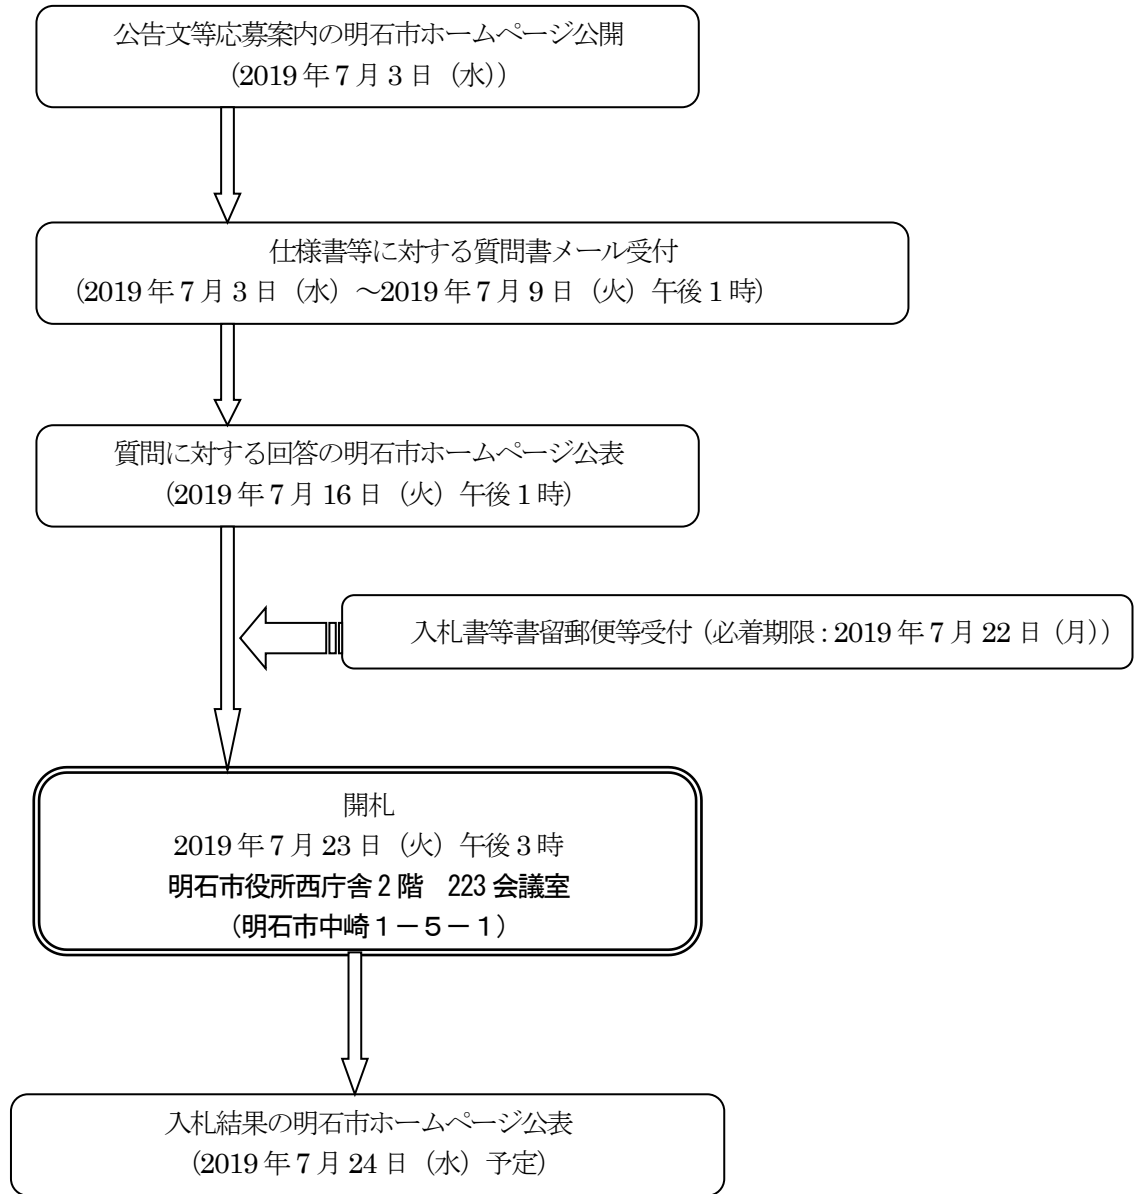 公告文等応募案内の明石市ホームページ公開
（2019年7月3日（水））
仕様書等に対する質問書メール受付
（2019年7月3日（水）～2019年7月9日（火）午後1時）
質問に対する回答の明石市ホームページ公表
（2019年7月16日（火）午後1時）
入札書等書留郵便等受付（必着期限：2019年7月22日（月））
開札
2019年7月23日（火）午後3時
明石市役所西庁舎2階　223会議室
（明石市中崎１－５－１）
入札結果の明石市ホームページ公表
（2019年7月24日（水）予定）